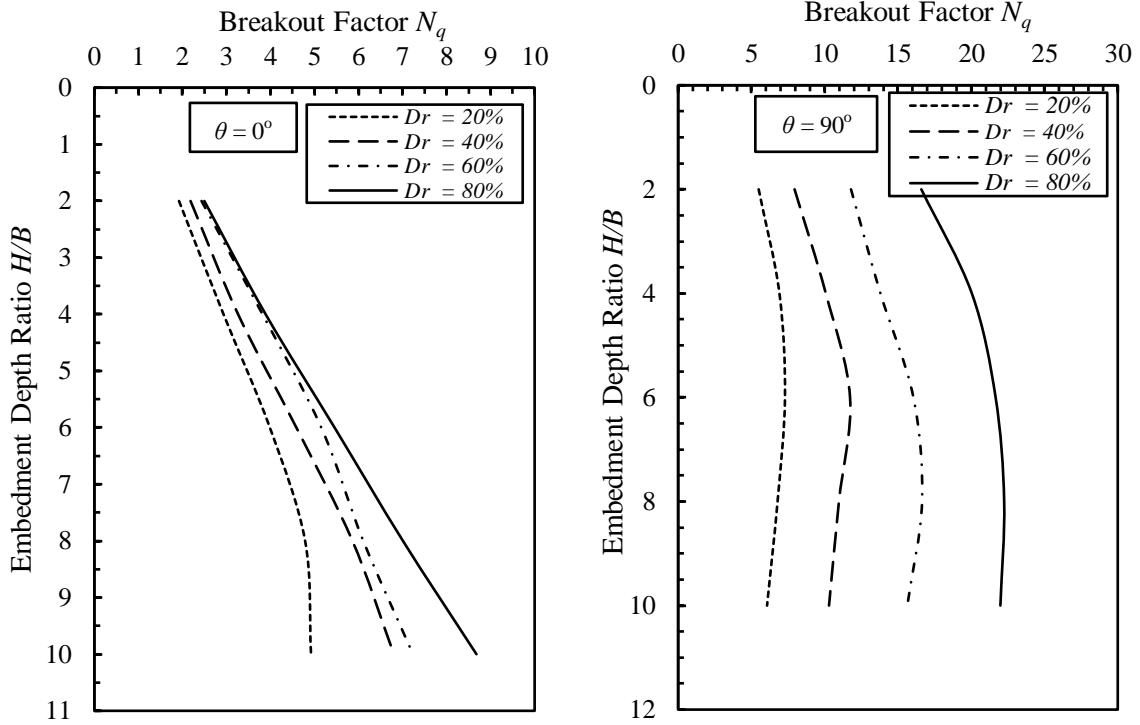 Breakout Factor Nq
0 1 2 3 4 5 6 7 8 9 10
0
1
2
3
4
5
6
7
8
9
10
11
Embedment Depth Ratio H/B
θ = 0°
Dr = 20%
Dr = 40%
Dr = 60%
Dr = 80%
Breakout Factor Nq
0 5 10 15 20 25 30
0
2
4
6
8
10
12
Embedment Depth Ratio H/B
θ = 90°
Dr = 20%
Dr = 40%
Dr = 60%
Dr = 80%